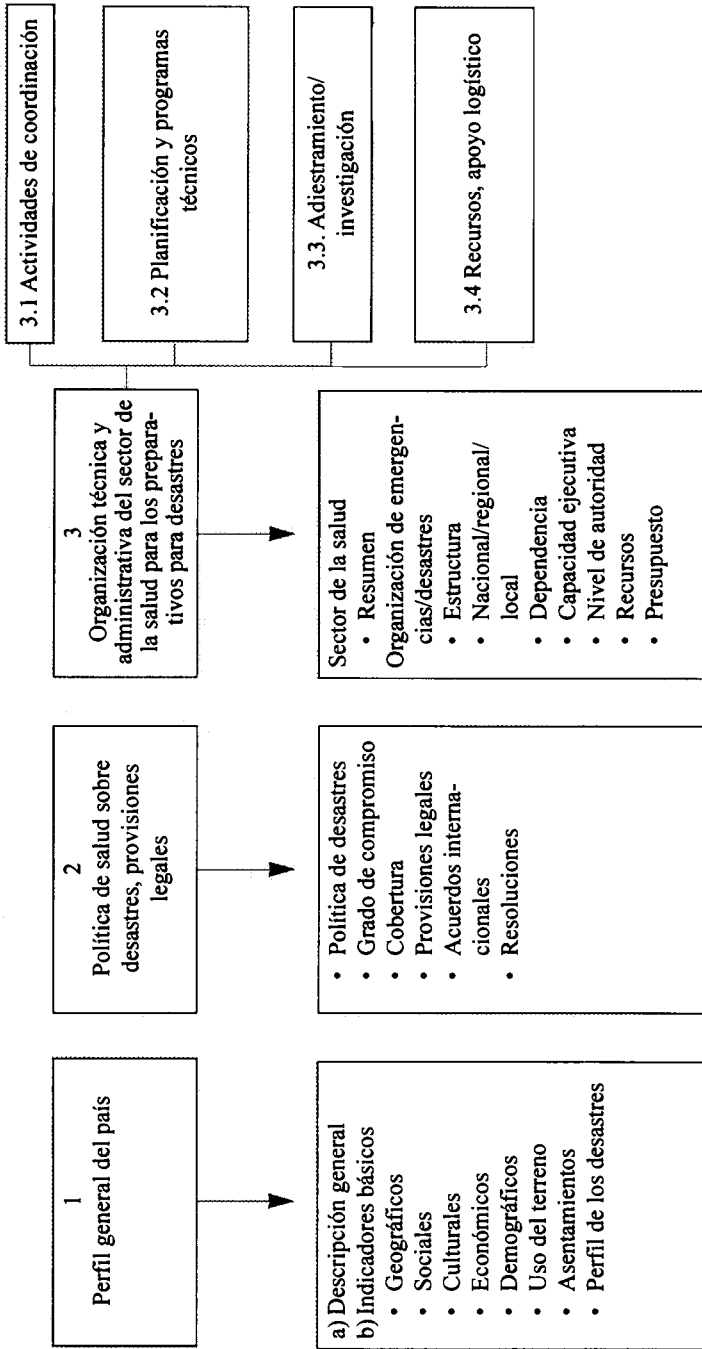 1
Perfil general del país
a) Descripción general
b) Indicadores básicos
• Geográficos
• Sociales
• Culturales
• Económicos
• Demográficos
• Uso del terreno
• Asentamientos
• Perfil de los desastres
2
Política de salud sobre
desastres, provisiones
legales
• Política de desastres
• Grado de compromiso
• Cobertura
• Provisiones legales
• Acuerdos interna-
cionales
• Resoluciones
3
Organización técnica y
administrativa del sector de
la salud para los prepara-
tivos para desastres
Sector de la salud
• Resumen
Organización de emergen-
cias/desastres
• Estructura
• Nacional/regional/
local
• Dependencia
• Capacidad ejecutiva
• Nivel de autoridad
• Recursos
• Presupuesto
3.1 Actividades de coordinación
3.2 Planificación y programas
técnicos
3.3. Adiestramiento/
investigación
3.4 Recursos, apoyo logístico